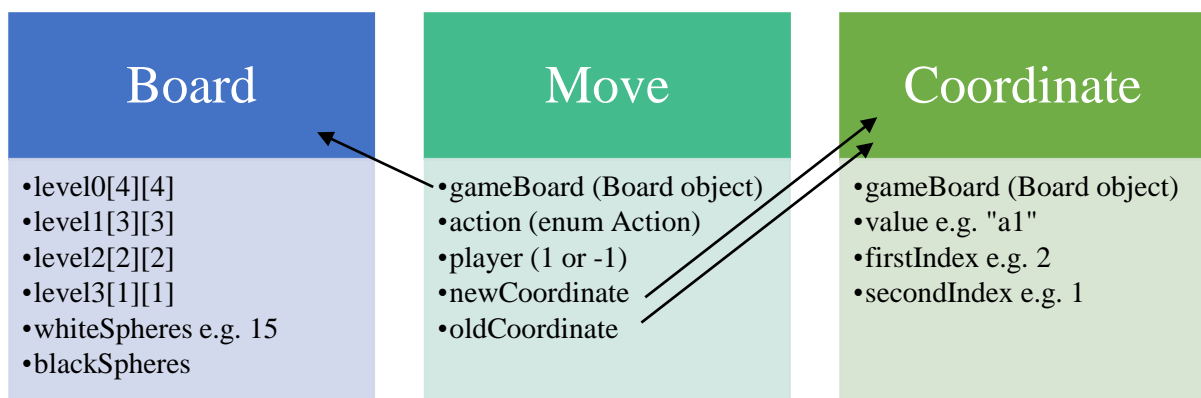 Board
•level0[4][4]
•level1[3][3]
•level2[2][2]
•level3[1][1]
•whiteSpheres e.g. 15
•blackSpheres
Move
•gameBoard (Board object)
•action (enum Action)
•player (1 or -1)
•newCoordinate
•oldCoordinate
Coordinate
•gameBoard (Board object)
•value e.g. "a1"
•firstIndex e.g. 2
•secondIndex e.g. 1